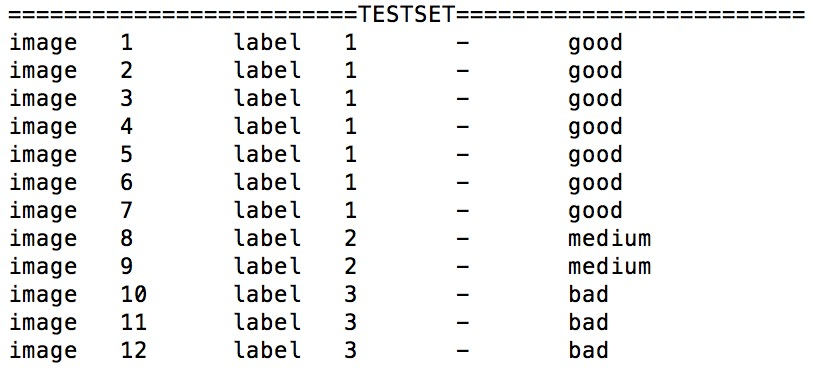 =========================TESTSET=========================
image 1 label 1 - good
image 2 label 1 - good
image 3 label 1 - good
image 4 label 1 - good
image 5 label 1 - good
image 6 label 1 - good
image 7 label 1 - good
image 8 label 2 - medium
image 9 label 2 - medium
image 10 label 3 - bad
image 11 label 3 - bad
image 12 label 3 - bad